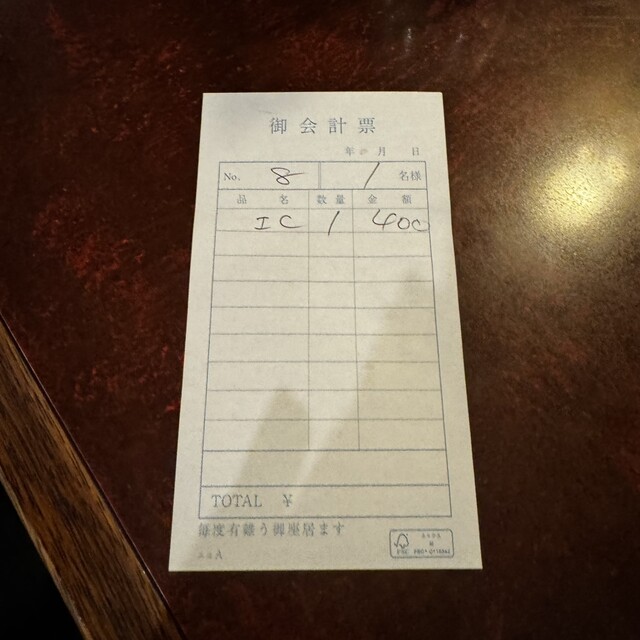 御会計票
年 月 日
No. 8 1 名様
品 名 数量 金 額
IC 1 400
TOTAL ¥
毎度有難う御座居ます
FSC